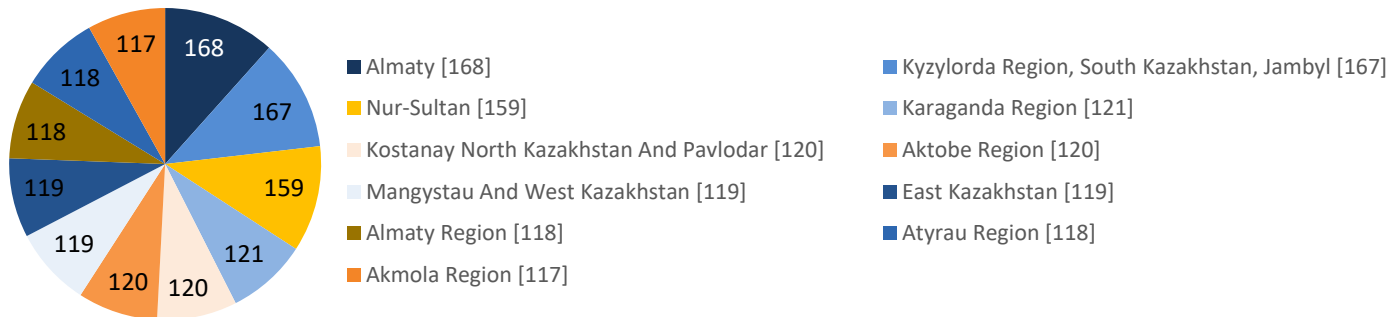 168
167
159
121
120
120
119
119
118
118
117
Almaty [168]
Kyzylorda Region, South Kazakhstan, Jambyl [167]
Nur-Sultan [159]
Karaganda Region [121]
Kostanay North Kazakhstan And Pavlodar [120]
Aktobe Region [120]
Mangystau And West Kazakhstan [119]
East Kazakhstan [119]
Almaty Region [118]
Atyrau Region [118]
Akmola Region [117]